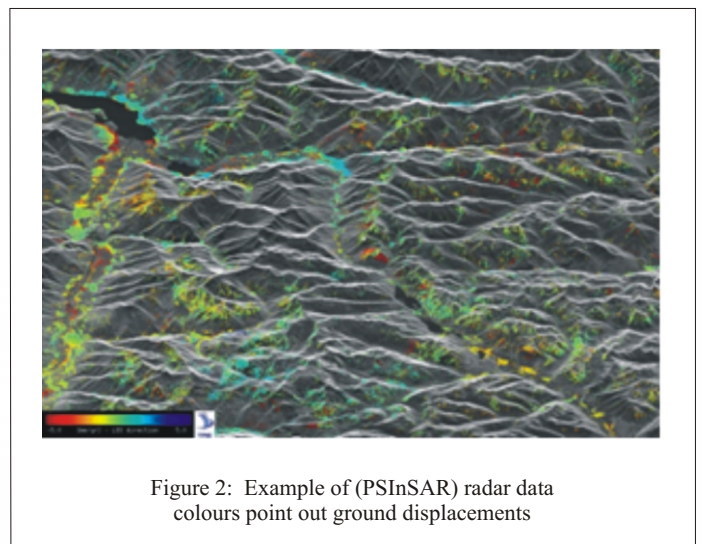 Figure 2: Example of (PSInSAR) radar data
colours point out ground displacements